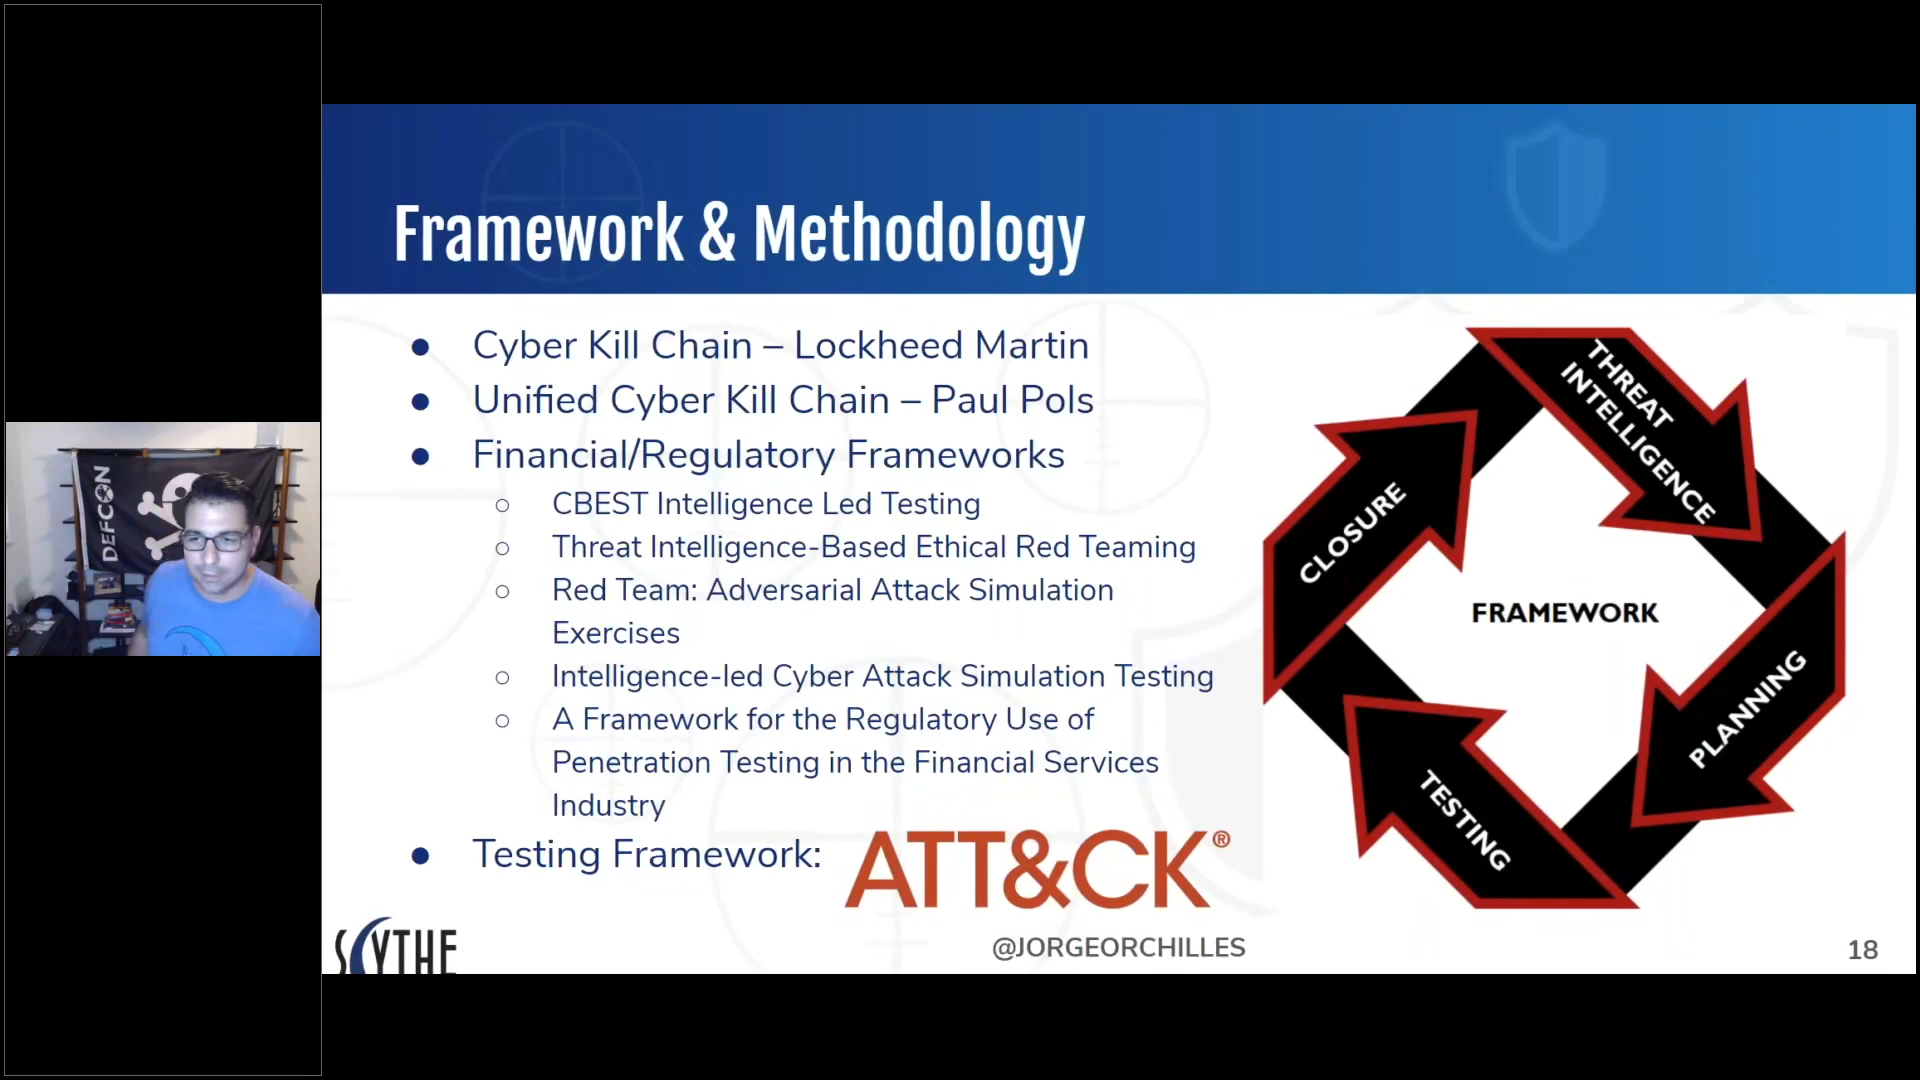 Framework & Methodology
● Cyber Kill Chain – Lockheed Martin
● Unified Cyber Kill Chain – Paul Pols
● Financial/Regulatory Frameworks
○ CBEST Intelligence Led Testing
○ Threat Intelligence-Based Ethical Red Teaming
○ Red Team: Adversarial Attack Simulation
Exercises
○ Intelligence-led Cyber Attack Simulation Testing
○ A Framework for the Regulatory Use of
Penetration Testing in the Financial Services
Industry
● Testing Framework:
ATT&CK®
THREAT
INTELLIGENCE
PLANNING
TESTING
CLOSURE
FRAMEWORK
SCYTHE
@JORGEORCHILLES
18
DEFCON